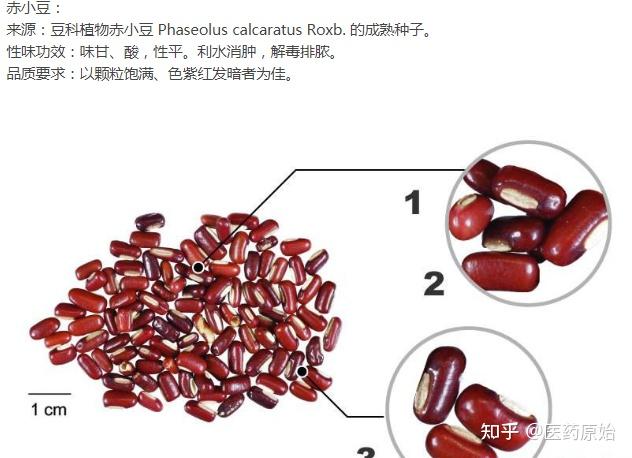 赤小豆：
来源：豆科植物赤小豆 Phaseolus calcaratus Roxb. 的成熟种子。
性味功效：味甘、酸，性平。利水消肿，解毒排脓。
品质要求：以颗粒饱满、色紫红发暗者为佳。
1
2
1 cm
3
知乎 @医药原始